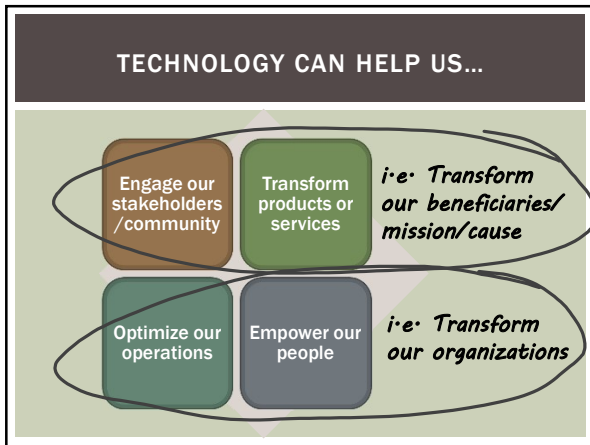 TECHNOLOGY CAN HELP US…
Engage our
stakeholders
/community
Transform
products or
services
i.e. Transform
our beneficiaries/
mission/cause
Optimize our
operations
Empower our
people
i.e. Transform
our organizations